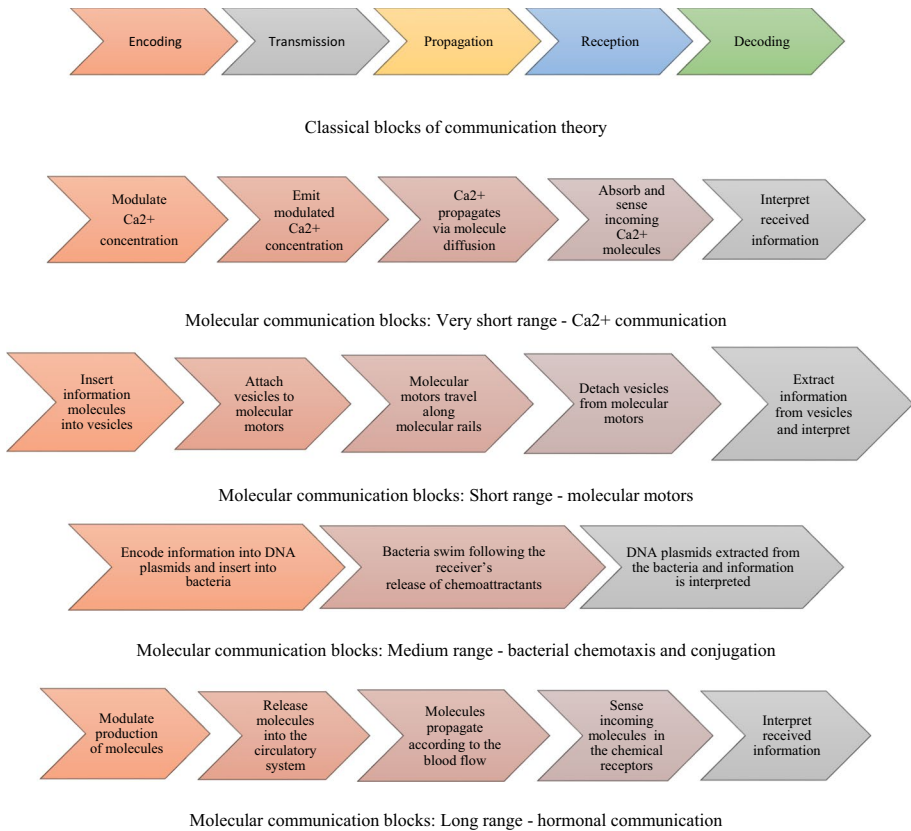 Encoding
Transmission
Propagation
Reception
Decoding
Classical blocks of communication theory
Modulate
Ca2+
concentration
Emit
modulated
Ca2+
concentration
Ca2+
propagates
via molecule
diffusion
Absorb and
sense
incoming
Ca2+
molecules
Interpret
received
information
Molecular communication blocks: Very short range - Ca2+ communication
Insert
information
molecules
into vesicles
Attach
vesicles to
molecular
motors
Molecular
motors travel
along
molecular rails
Detach vesicles
from molecular
motors
Extract
information
from vesicles
and interpret
Molecular communication blocks: Short range - molecular motors
Encode information into DNA
plasmids and insert into
bacteria
Bacteria swim following the
receiver's
release of chemoattractants
DNA plasmids extracted from
the bacteria and information
is interpreted
Molecular communication blocks: Medium range - bacterial chemotaxis and conjugation
Modulate
production
of molecules
Release
molecules
into the
circulatory
system
Molecules
propagate
according to the
blood flow
Sense
incoming
molecules in
the chemical
receptors
Interpret
received
information
Molecular communication blocks: Long range - hormonal communication